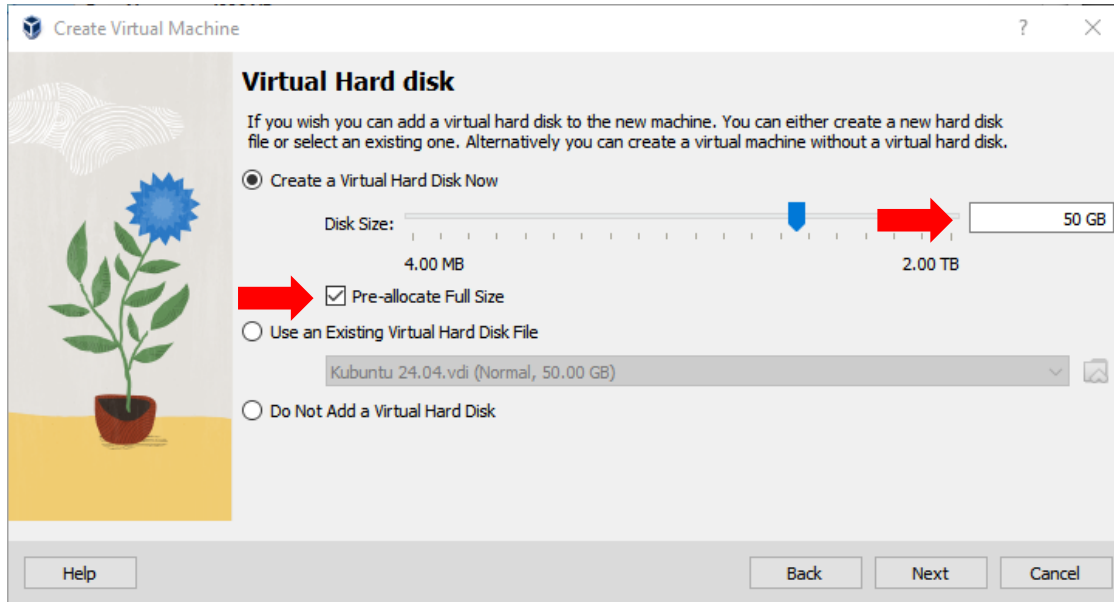 Create Virtual Machine
?
Virtual Hard disk
If you wish you can add a virtual hard disk to the new machine. You can either create a new hard disk
file or select an existing one. Alternatively you can create a virtual machine without a virtual hard disk.
Create a Virtual Hard Disk Now
Disk Size:
50 GB
4.00 MB
2.00 TB
Pre-allocate Full Size
Use an Existing Virtual Hard Disk File
Kubuntu 24.04.vdi (Normal, 50.00 GB)
Do Not Add a Virtual Hard Disk
Help
Back
Next
Cancel